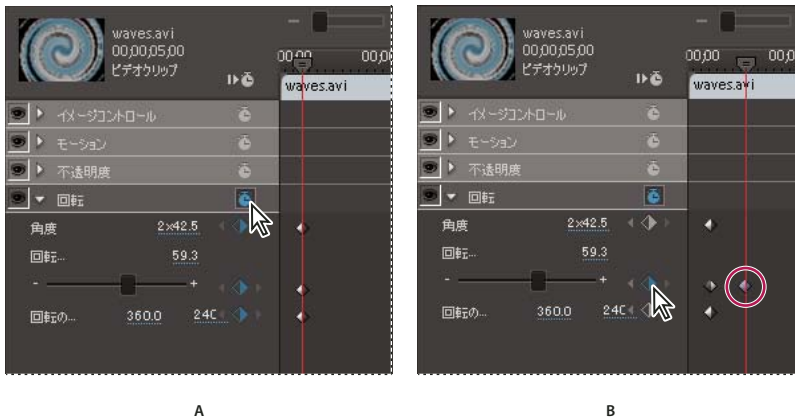 waves.avi
00;00;05;00
ビデオクリップ
00;00
00;0
waves.avi
イメージコントロール
モーション
不透明度
回転
角度 2×42.5
回転... 59.3
- +
回転の... 360.0 240
A
waves.avi
00;00;05;00
ビデオクリップ
00;00
00;0
waves.avi
イメージコントロール
モーション
不透明度
回転
角度 2×42.5
回転... 59.3
- +
回転の... 360.0 240
B